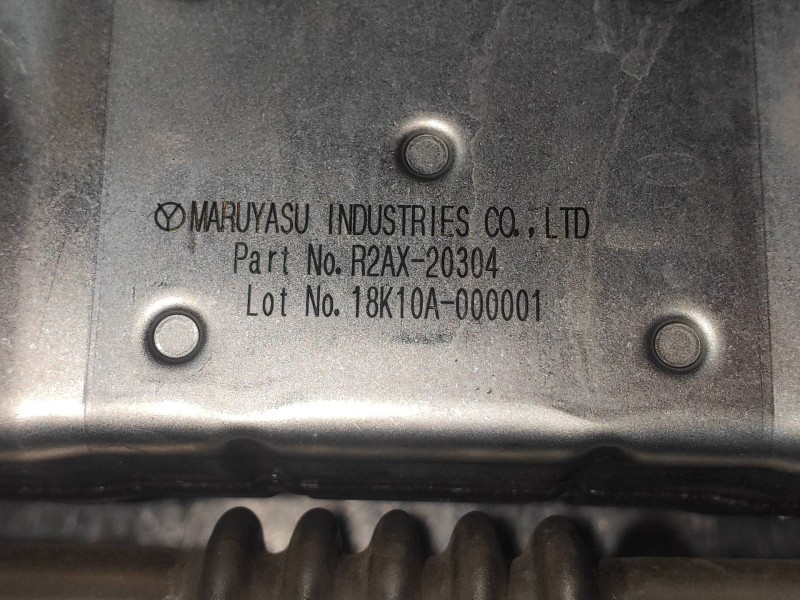 MARUYASU INDUSTRIES CO., LTD
Part No. R2AX-20304
Lot No. 18K10A-000001